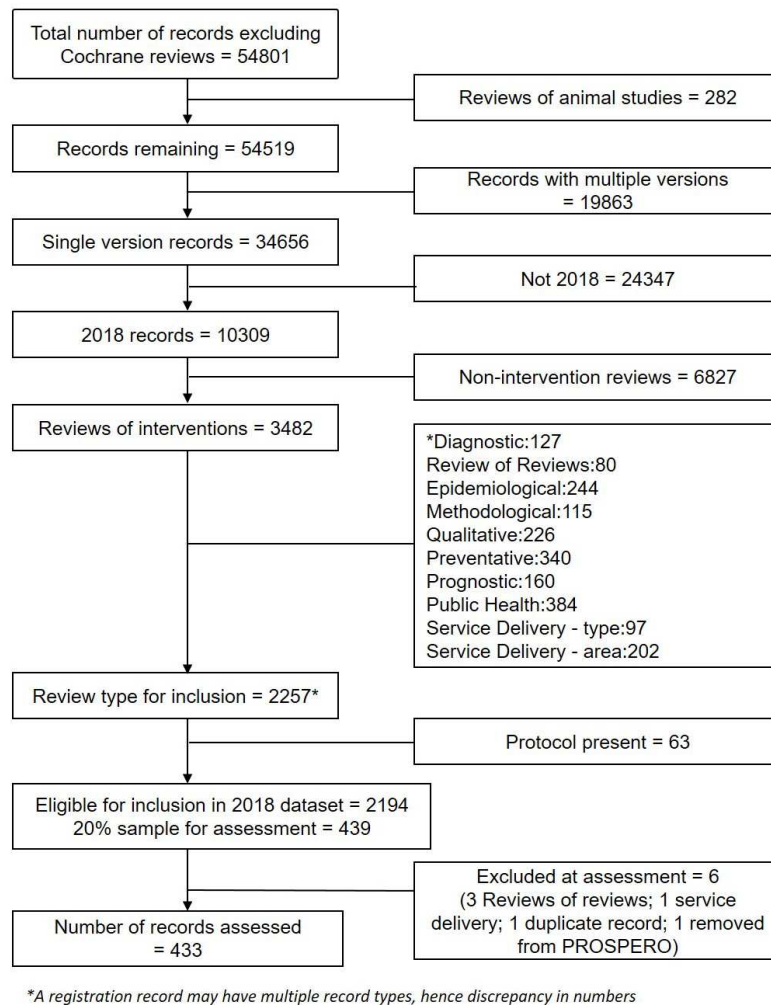 Total number of records excluding
Cochrane reviews = 54801
Reviews of animal studies = 282
Records remaining = 54519
Records with multiple versions
= 19863
Single version records = 34656
Not 2018 = 24347
2018 records = 10309
Non-intervention reviews = 6827
Reviews of interventions = 3482
*Diagnostic:127
Review of Reviews:80
Epidemiological:244
Methodological:115
Qualitative:226
Preventative:340
Prognostic:160
Public Health:384
Service Delivery - type:97
Service Delivery - area:202
Review type for inclusion = 2257*
Protocol present = 63
Eligible for inclusion in 2018 dataset = 2194
20% sample for assessment = 439
Excluded at assessment = 6
(3 Reviews of reviews; 1 service
delivery; 1 duplicate record; 1 removed
from PROSPERO)
Number of records assessed
= 433
*A registration record may have multiple record types, hence discrepancy in numbers